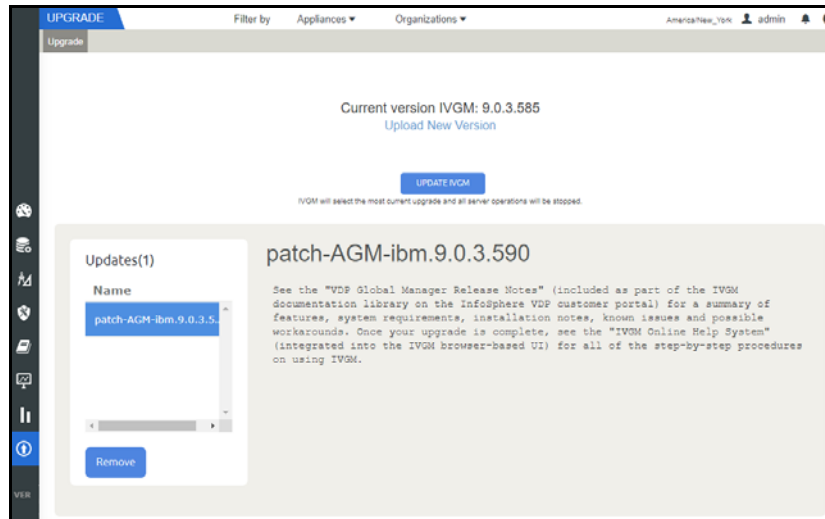 UPGRADE
Filter by
Appliances
Organizations
America/New_York
admin
Upgrade
Current version IVGM: 9.0.3.585
Upload New Version
UPDATE IVGM
IVGM will select the most current upgrade and all server operations will be stopped.
Updates(1)
Name
patch-AGM-ibm.9.0.3.5..
Remove
patch-AGM-ibm.9.0.3.590
See the "VDP Global Manager Release Notes" (included as part of the IVGM
documentation library on the InfoSphere VDP customer portal) for a summary of
features, system requirements, installation notes, known issues and possible
workarounds. Once your upgrade is complete, see the "IVGM Online Help System"
(integrated into the IVGM browser-based UI) for all of the step-by-step procedures
on using IVGM.
VER